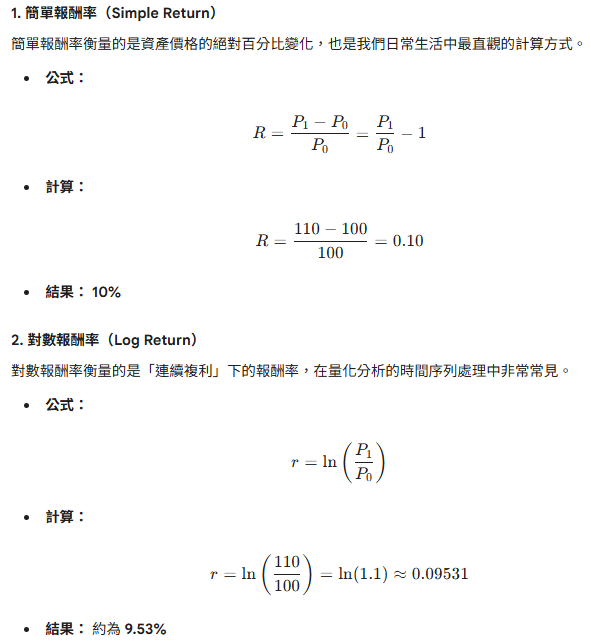 1. 簡單報酬率（Simple Return）
簡單報酬率衡量的是資產價格的絕對百分比變化，也是我們日常生活中最直觀的計算方式。
• 公式：
R = \frac{P_1 - P_0}{P_0} = \frac{P_1}{P_0} - 1
• 計算：
R = \frac{110 - 100}{100} = 0.10
• 結果： 10%
2. 對數報酬率（Log Return）
對數報酬率衡量的是「連續複利」下的報酬率，在量化分析的時間序列處理中非常常見。
• 公式：
r = \ln\left(\frac{P_1}{P_0}\right)
• 計算：
r = \ln\left(\frac{110}{100}\right) = \ln(1.1) \approx 0.09531
• 結果： 約為 9.53%